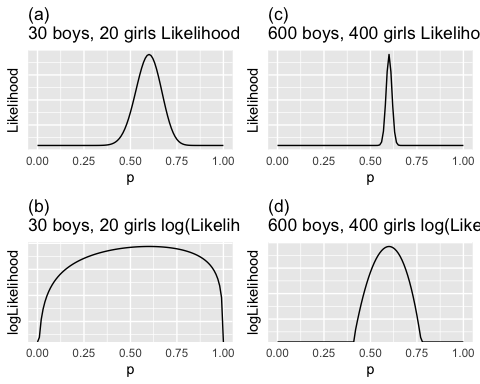 (a)
30 boys, 20 girls Likelihood
Likelihood
0.00 0.25 0.50 0.75 1.00
p
(c)
600 boys, 400 girls Likeliho
Likelihood
0.00 0.25 0.50 0.75 1.00
p
(b)
30 boys, 20 girls log(Likelih
logLikelihood
0.00 0.25 0.50 0.75 1.00
p
(d)
600 boys, 400 girls log(Like
logLikelihood
0.00 0.25 0.50 0.75 1.00
p